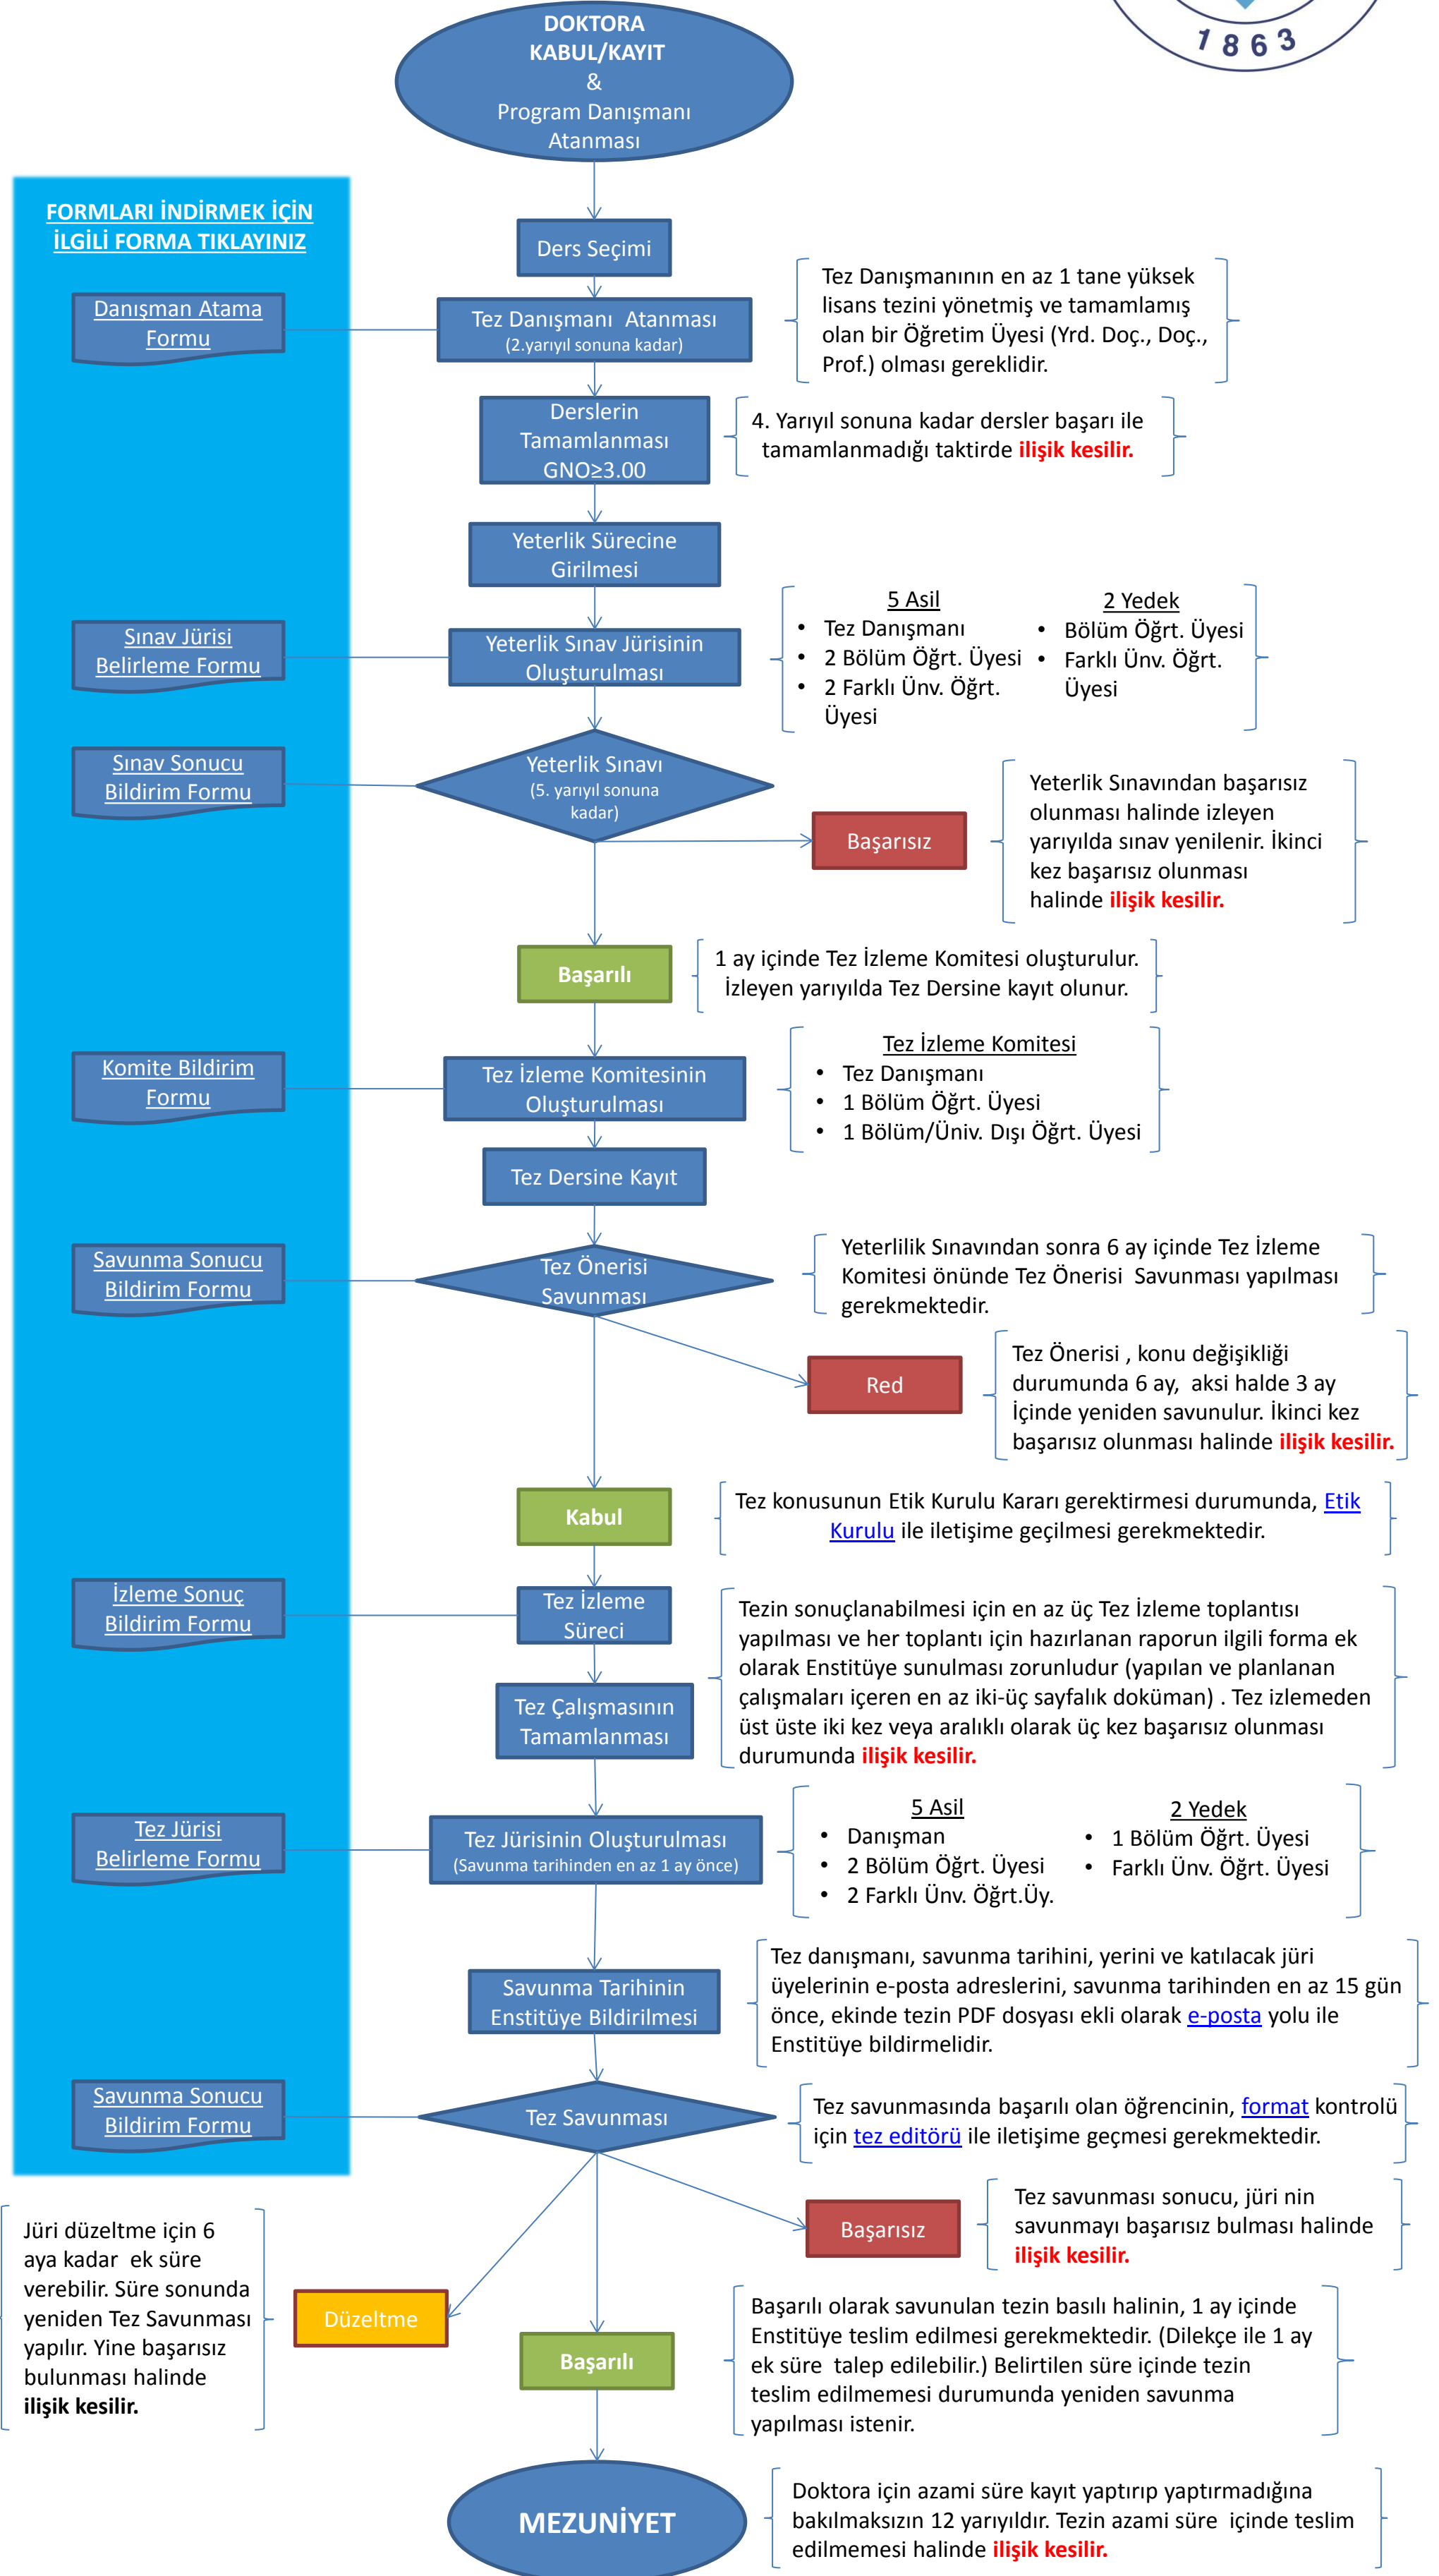 1863
DOKTORA
KABUL/KAYIT
&
Program Danışmanı
Atanması
FORMLARI İNDİRMEK İÇİN
İLGİLİ FORMA TIKLAYINIZ
Ders Seçimi
Danışman Atama
Formu
Tez Danışmanı Atanması
(2.yarıyıl sonuna kadar)
Tez Danışmanının en az 1 tane yüksek
lisans tezini yönetmiş ve tamamlamış
olan bir Öğretim Üyesi (Yrd. Doç., Doç.,
Prof.) olması gereklidir.
Derslerin
Tamamlanması
GNO≥3.00
4. Yarıyıl sonuna kadar dersler başarı ile
tamamlanmadığı taktirde ilişik kesilir.
Yeterlik Sürecine
Girilmesi
Sınav Jürisi
Belirleme Formu
Yeterlik Sınav Jürisinin
Oluşturulması
5 Asil
• Tez Danışmanı
• 2 Bölüm Öğrt. Üyesi
• 2 Farklı Ünv. Öğrt.
Üyesi
2 Yedek
• Bölüm Öğrt. Üyesi
• Farklı Ünv. Öğrt.
Üyesi
Sınav Sonucu
Bildirim Formu
Yeterlik Sınavı
(5. yarıyıl sonuna
kadar)
Başarısız
Yeterlik Sınavından başarısız
olunması halinde izleyen
yarıyılda sınav yenilenir. İkinci
kez başarısız olunması
halinde ilişik kesilir.
Başarılı
1 ay içinde Tez İzleme Komitesi oluşturulur.
İzleyen yarıyılda Tez Dersine kayıt olunur.
Komite Bildirim
Formu
Tez İzleme Komitesinin
Oluşturulması
Tez İzleme Komitesi
• Tez Danışmanı
• 1 Bölüm Öğrt. Üyesi
• 1 Bölüm/Üniv. Dışı Öğrt. Üyesi
Tez Dersine Kayıt
Savunma Sonucu
Bildirim Formu
Tez Önerisi
Savunması
Yeterlilik Sınavından sonra 6 ay içinde Tez İzleme
Komitesi önünde Tez Önerisi Savunması yapılması
gerekmektedir.
Red
Tez Önerisi , konu değişikliği
durumunda 6 ay, aksi halde 3 ay
İçinde yeniden savunulur. İkinci kez
başarısız olunması halinde ilişik kesilir.
Kabul
Tez konusunun Etik Kurulu Kararı gerektirmesi durumunda, Etik
Kurulu ile iletişime geçilmesi gerekmektedir.
İzleme Sonuç
Bildirim Formu
Tez İzleme
Süreci
Tezin sonuçlanabilmesi için en az üç Tez İzleme toplantısı
yapılması ve her toplantı için hazırlanan raporun ilgili forma ek
olarak Enstitüye sunulması zorunludur (yapılan ve planlanan
çalışmaları içeren en az iki-üç sayfalık doküman) . Tez izlemeden
üst üste iki kez veya aralıklı olarak üç kez başarısız olunması
durumunda ilişik kesilir.
Tez Çalışmasının
Tamamlanması
Tez Jürisi
Belirleme Formu
Tez Jürisinin Oluşturulması
(Savunma tarihinden en az 1 ay önce)
5 Asil
• Danışman
• 2 Bölüm Öğrt. Üyesi
• 2 Farklı Ünv. Öğrt.Üy.
2 Yedek
• 1 Bölüm Öğrt. Üyesi
• Farklı Ünv. Öğrt. Üyesi
Savunma Tarihinin
Enstitüye Bildirilmesi
Tez danışmanı, savunma tarihini, yerini ve katılacak jüri
üyelerinin e-posta adreslerini, savunma tarihinden en az 15 gün
önce, ekinde tezin PDF dosyası ekli olarak e-posta yolu ile
Enstitüye bildirmelidir.
Savunma Sonucu
Bildirim Formu
Tez Savunması
Tez savunmasında başarılı olan öğrencinin, format kontrolü
için tez editörü ile iletişime geçmesi gerekmektedir.
Başarısız
Tez savunması sonucu, jüri nin
savunmayı başarısız bulması halinde
ilişik kesilir.
Jüri düzeltme için 6
aya kadar ek süre
verebilir. Süre sonunda
yeniden Tez Savunması
yapılır. Yine başarısız
bulunması halinde
ilişik kesilir.
Düzeltme
Başarılı
Başarılı olarak savunulan tezin basılı halinin, 1 ay içinde
Enstitüye teslim edilmesi gerekmektedir. (Dilekçe ile 1 ay
ek süre talep edilebilir.) Belirtilen süre içinde tezin
teslim edilmemesi durumunda yeniden savunma
yapılması istenir.
MEZUNİYET
Doktora için azami süre kayıt yaptırıp yaptırmadığına
bakılmaksızın 12 yarıyıldır. Tezin azami süre içinde teslim
edilmemesi halinde ilişik kesilir.